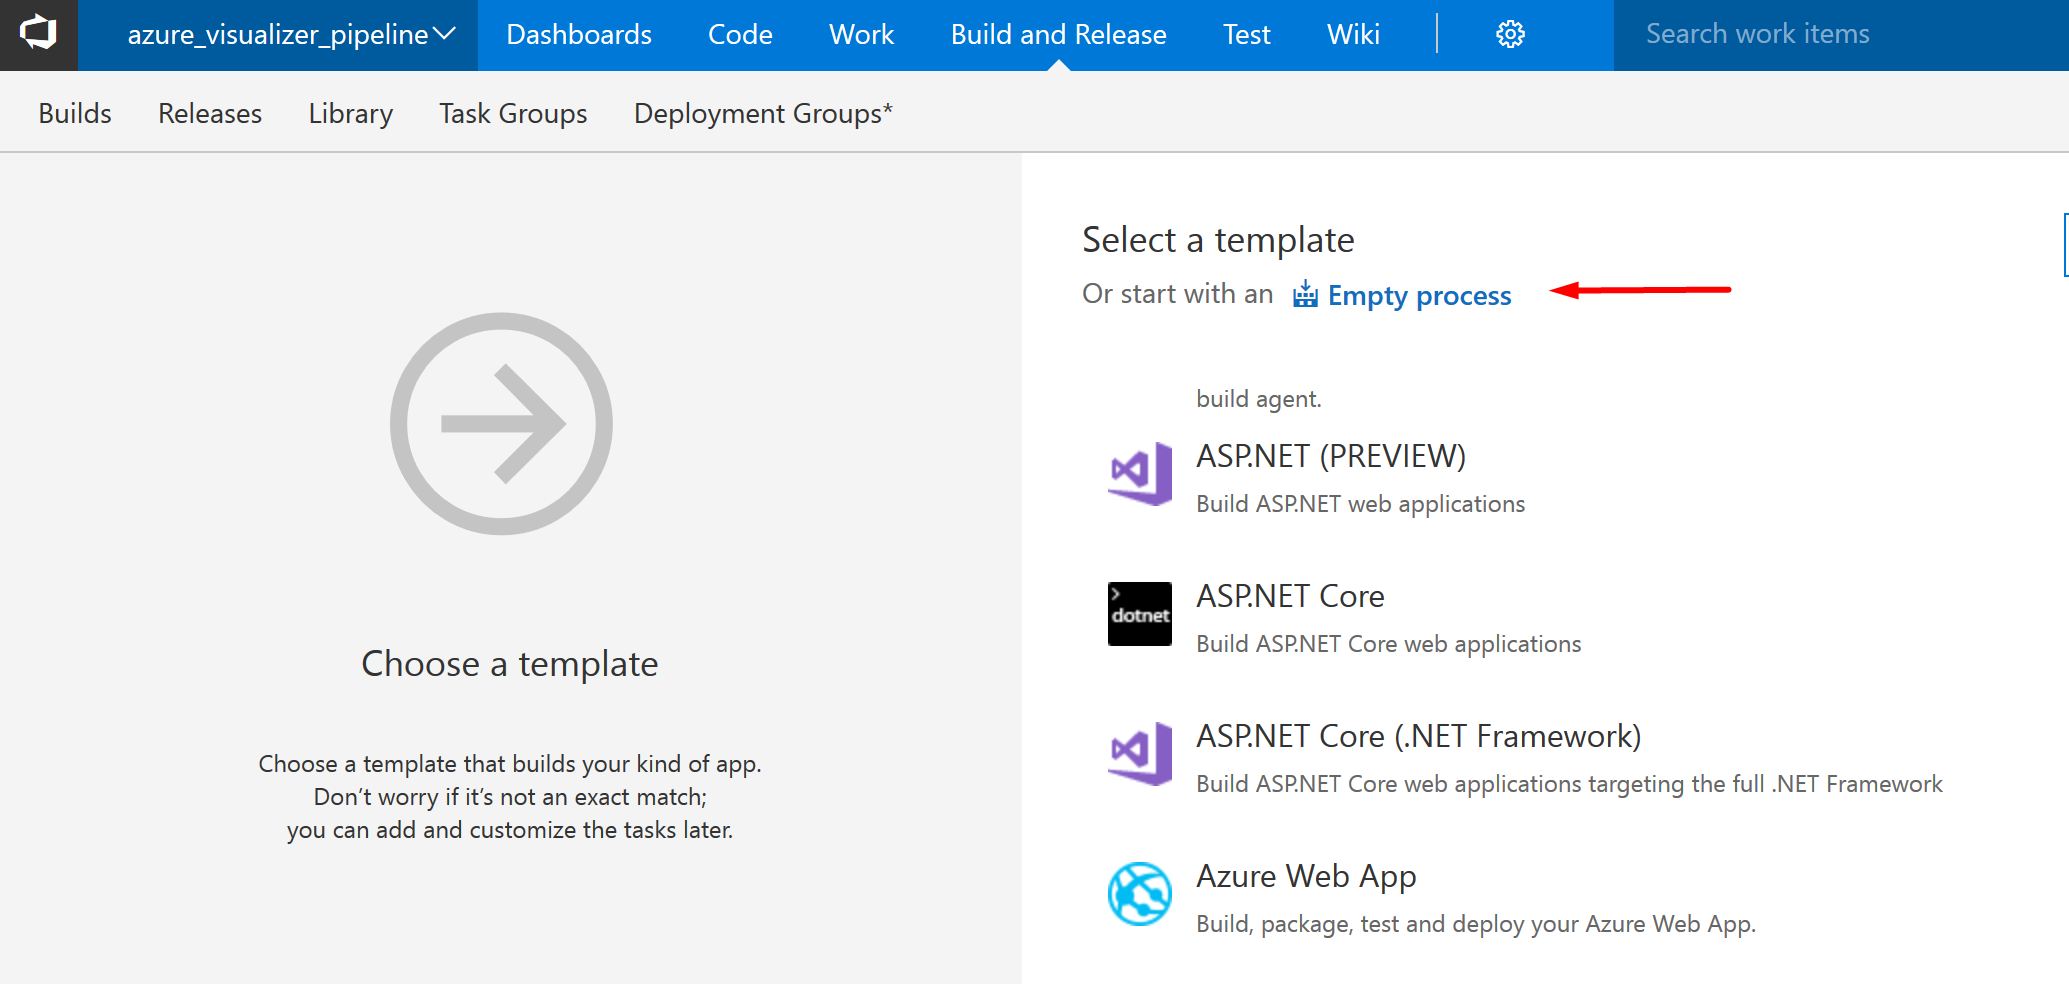 azure_visualizer_pipeline Dashboards Code Work Build and Release Test Wiki Search work items
Builds Releases Library Task Groups Deployment Groups*
Choose a template
Choose a template that builds your kind of app.
Don't worry if it's not an exact match;
you can add and customize the tasks later.
Select a template
Or start with an Empty process
build agent.
ASP.NET (PREVIEW)
Build ASP.NET web applications
>
dotnet
ASP.NET Core
Build ASP.NET Core web applications
ASP.NET Core (.NET Framework)
Build ASP.NET Core web applications targeting the full .NET Framework
Azure Web App
Build, package, test and deploy your Azure Web App.